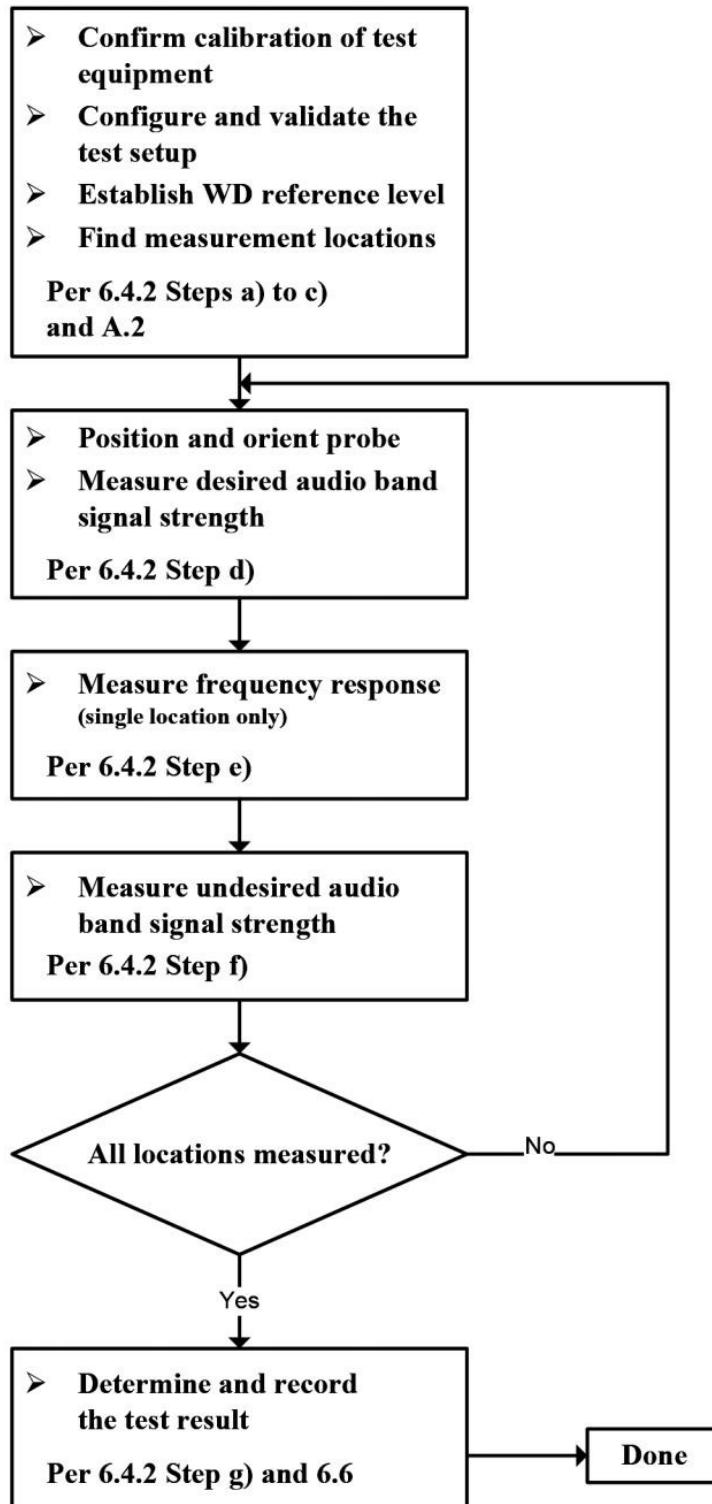 ➢ Confirm calibration of test
equipment
➢ Configure and validate the
test setup
➢ Establish WD reference level
➢ Find measurement locations
Per 6.4.2 Steps a) to c)
and A.2
➢ Position and orient probe
➢ Measure desired audio band
signal strength
Per 6.4.2 Step d)
➢ Measure frequency response
(single location only)
Per 6.4.2 Step e)
➢ Measure undesired audio
band signal strength
Per 6.4.2 Step f)
All locations measured?
No
Yes
➢ Determine and record
the test result
Per 6.4.2 Step g) and 6.6
Done